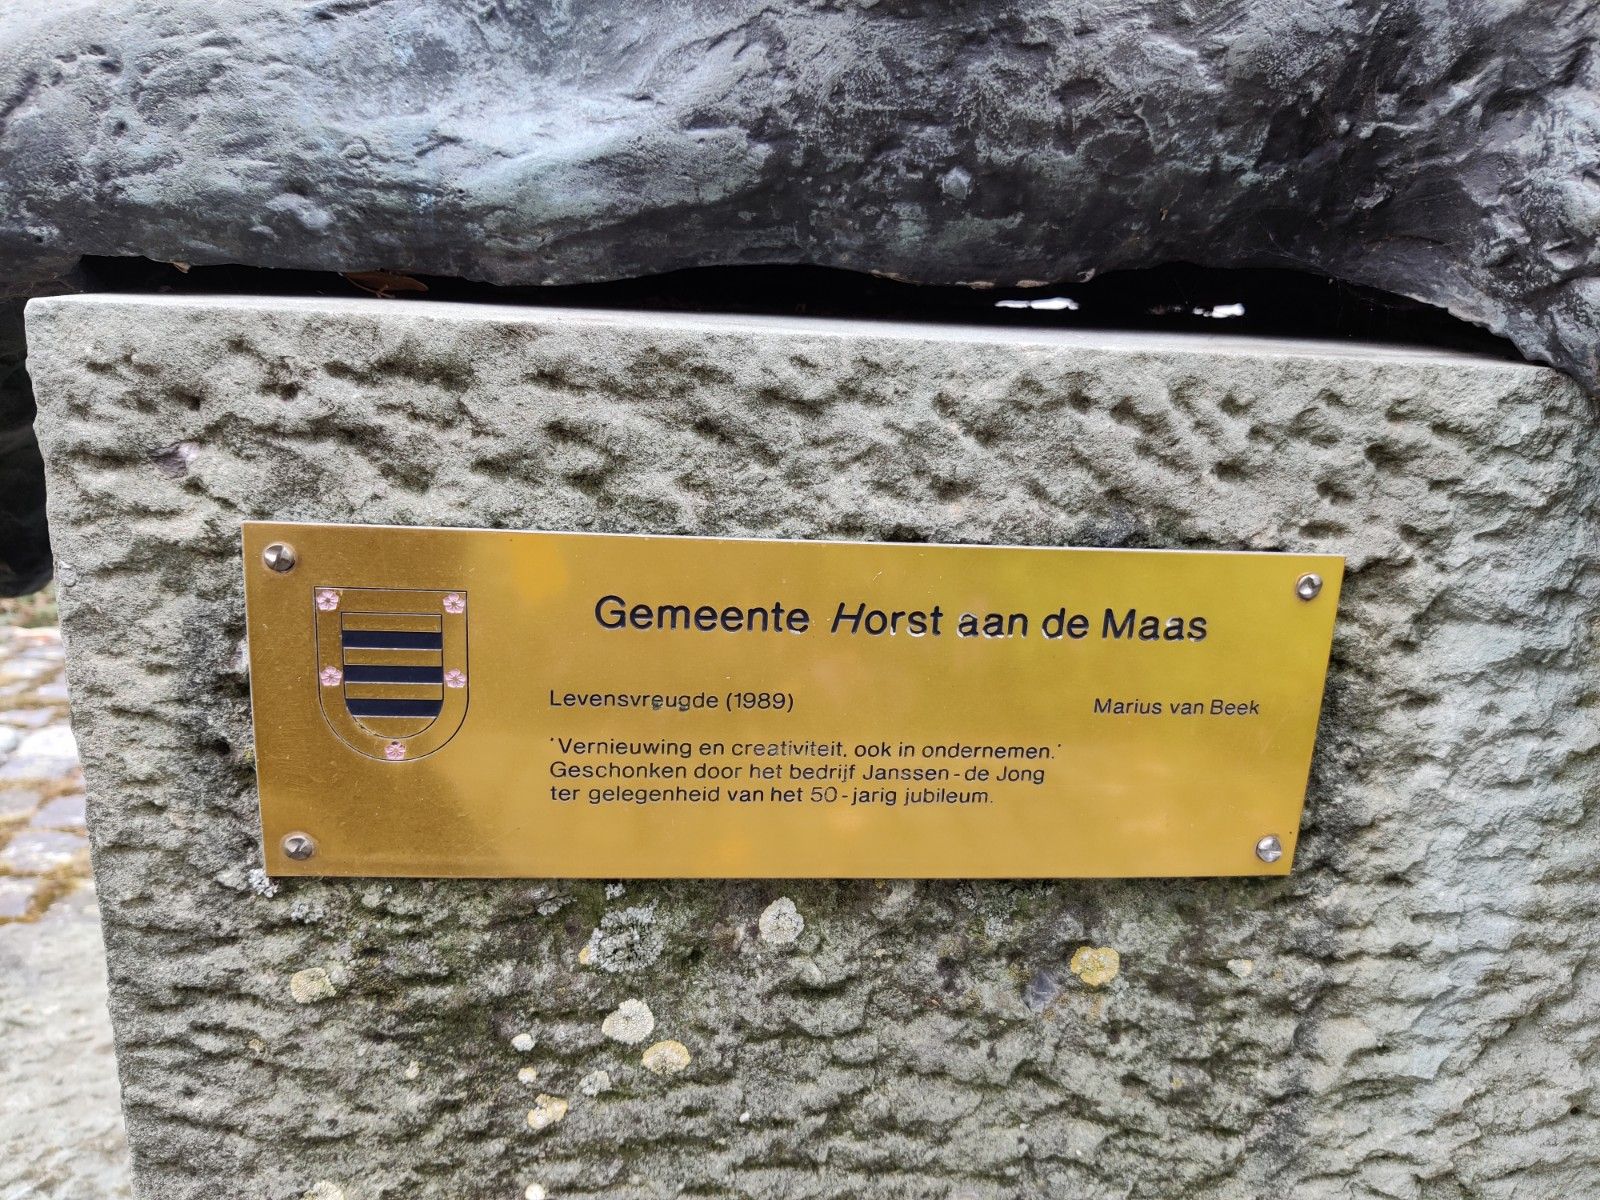 Gemeente Horst aan de Maas
Levensvreugde (1989) Marius van Beek
'Vernieuwing en creativiteit, ook in ondernemen.'
Geschonken door het bedrijf Janssen-de Jong
ter gelegenheid van het 50-jarig jubileum.